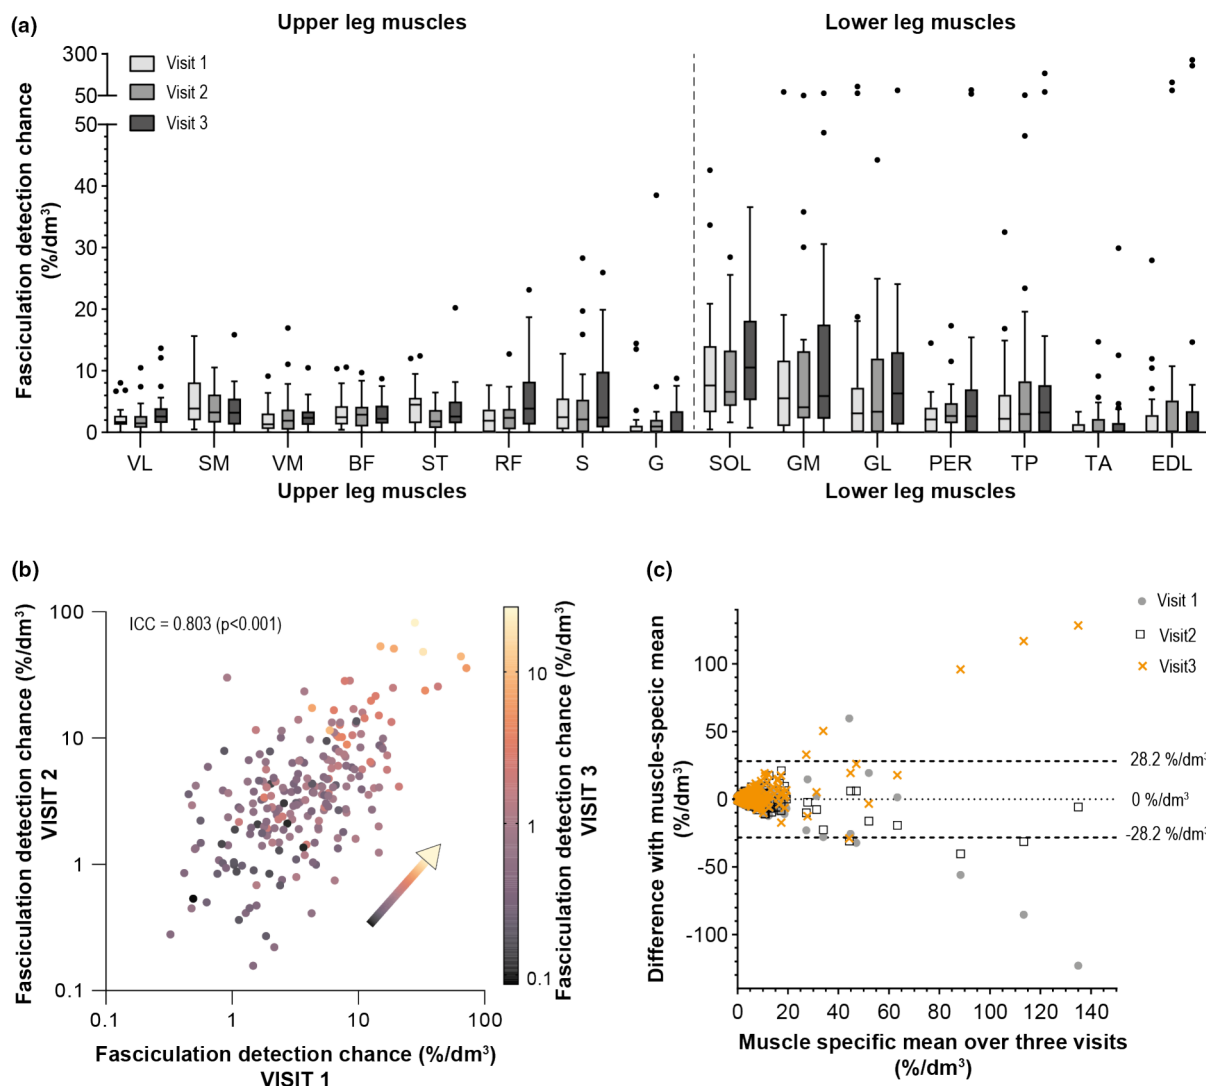 (a)
Upper leg muscles
Lower leg muscles
Fasciculation detection chance
(%/dm³)
300
50
50
40
30
20
10
0
Visit 1
Visit 2
Visit 3
VL SM VM BF ST RF S G SOL GM GL PER TP TA EDL
Upper leg muscles
Lower leg muscles
(b)
Fasciculation detection chance (%/dm³)
VISIT 2
100
10
1
0.1
ICC = 0.803 (p<0.001)
0.1 1 10 100
Fasciculation detection chance (%/dm³)
VISIT 1
10
1
0.1
Fasciculation detection chance (%/dm³)
VISIT 3
(c)
Difference with muscle-specic mean
(%/dm³)
100
50
0
-50
-100
Visit 1
Visit2
Visit3
28.2 %/dm³
0 %/dm³
-28.2 %/dm³
0 20 40 60 80 100 120 140
Muscle specific mean over three visits
(%/dm³)